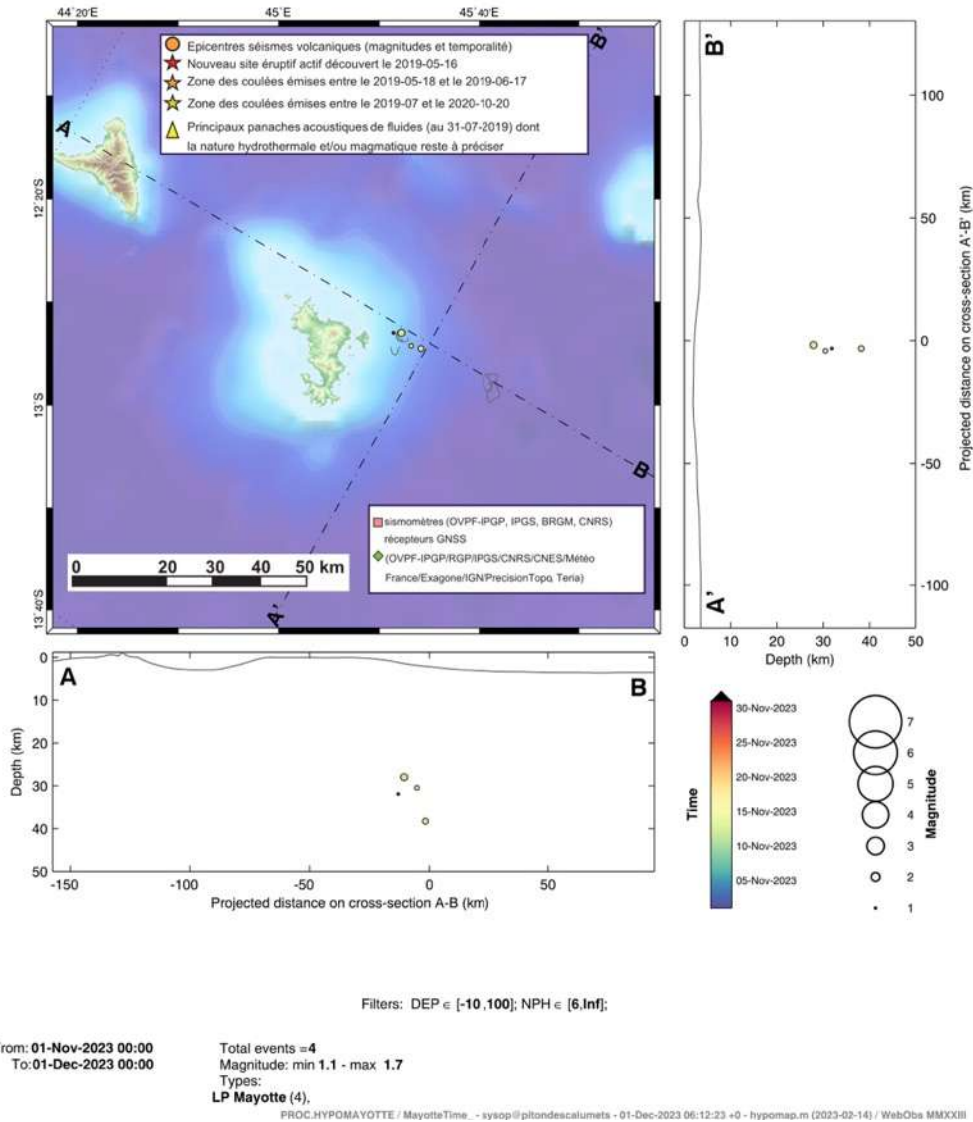 44˚20'E 45˚E 45˚40'E
Epicentres séismes volcaniques (magnitudes et temporalité)
Nouveau site éruptif actif découvert le 2019-05-16
Zone des coulées émises entre le 2019-05-18 et le 2019-06-17
Zone des coulées émises entre le 2019-07 et le 2020-10-20
Principaux panaches acoustiques de fluides (au 31-07-2019) dont
la nature hydrothermale et/ou magmatique reste à préciser
A
B'
B
A'
12˚20'S
13˚S
13˚40'S
sismomètres (OVPF-IPGP, IPGS, BRGM, CNRS)
récepteurs GNSS
(OVPF-IPGP/RGP/IPGS/CNRS/CNES/Météo
France/Exagone/IGN/PrecisionTopo, Teria)
0 20 30 40 50 km
B'
A'
100
50
0
-50
-100
Projected distance on cross-section A'-B' (km)
0 10 20 30 40 50
Depth (km)
A
B
0
10
20
30
40
50
Depth (km)
-150 -100 -50 0 50
Projected distance on cross-section A-B (km)
Time
30-Nov-2023
25-Nov-2023
20-Nov-2023
15-Nov-2023
10-Nov-2023
05-Nov-2023
7
6
5
4
3
2
1
Magnitude
Filters: DEP ∈ [-10,100]; NPH ∈ [6,Inf];
rom: 01-Nov-2023 00:00
To: 01-Dec-2023 00:00
Total events =4
Magnitude: min 1.1 - max 1.7
Types:
LP Mayotte (4),
PROC.HYPOMAYOTTE / MayotteTime_ - sysop@pitondescalumets - 01-Dec-2023 06:12:23 +0 - hypomap.m (2023-02-14) / WebObs MMXXIII